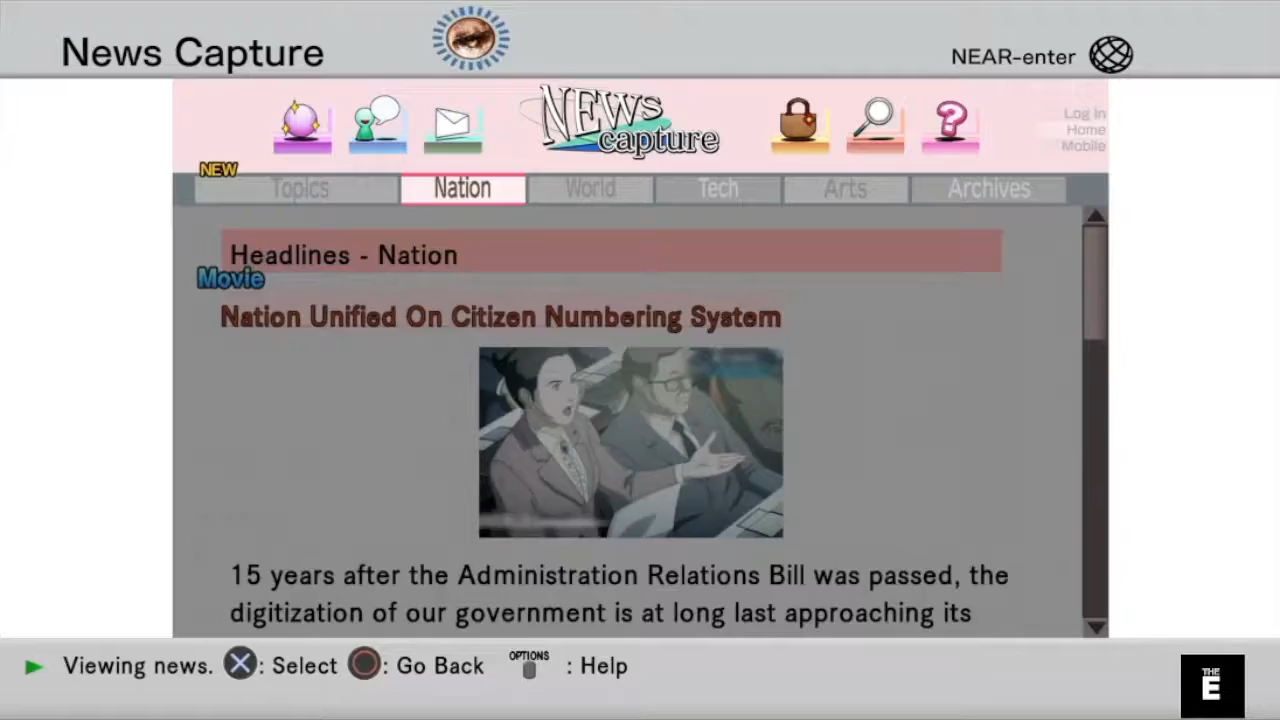 News Capture
NEAR-enter
NEWS
capture
Log in
Home
Mobile
NEW
Topics
Nation
World
Tech
Arts
Archives
Headlines - Nation
Movie
Nation Unified On Citizen Numbering System
15 years after the Administration Relations Bill was passed, the
digitization of our government is at long last approaching its
Viewing news. X: Select O: Go Back OPTIONS : Help
THE
E